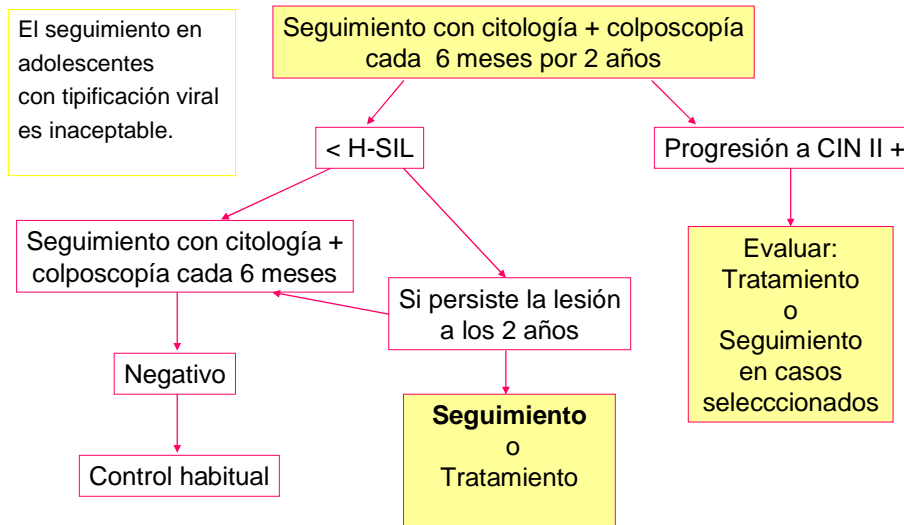 El seguimiento en
adolescentes
con tipificación viral
es inaceptable.
Seguimiento con citología + colposcopía
cada 6 meses por 2 años
< H-SIL
Progresión a CIN II +
Seguimiento con citología +
colposcopía cada 6 meses
Si persiste la lesión
a los 2 años
Evaluar:
Tratamiento
o
Seguimiento
en casos
selecccionados
Negativo
Seguimiento
o
Tratamiento
Control habitual